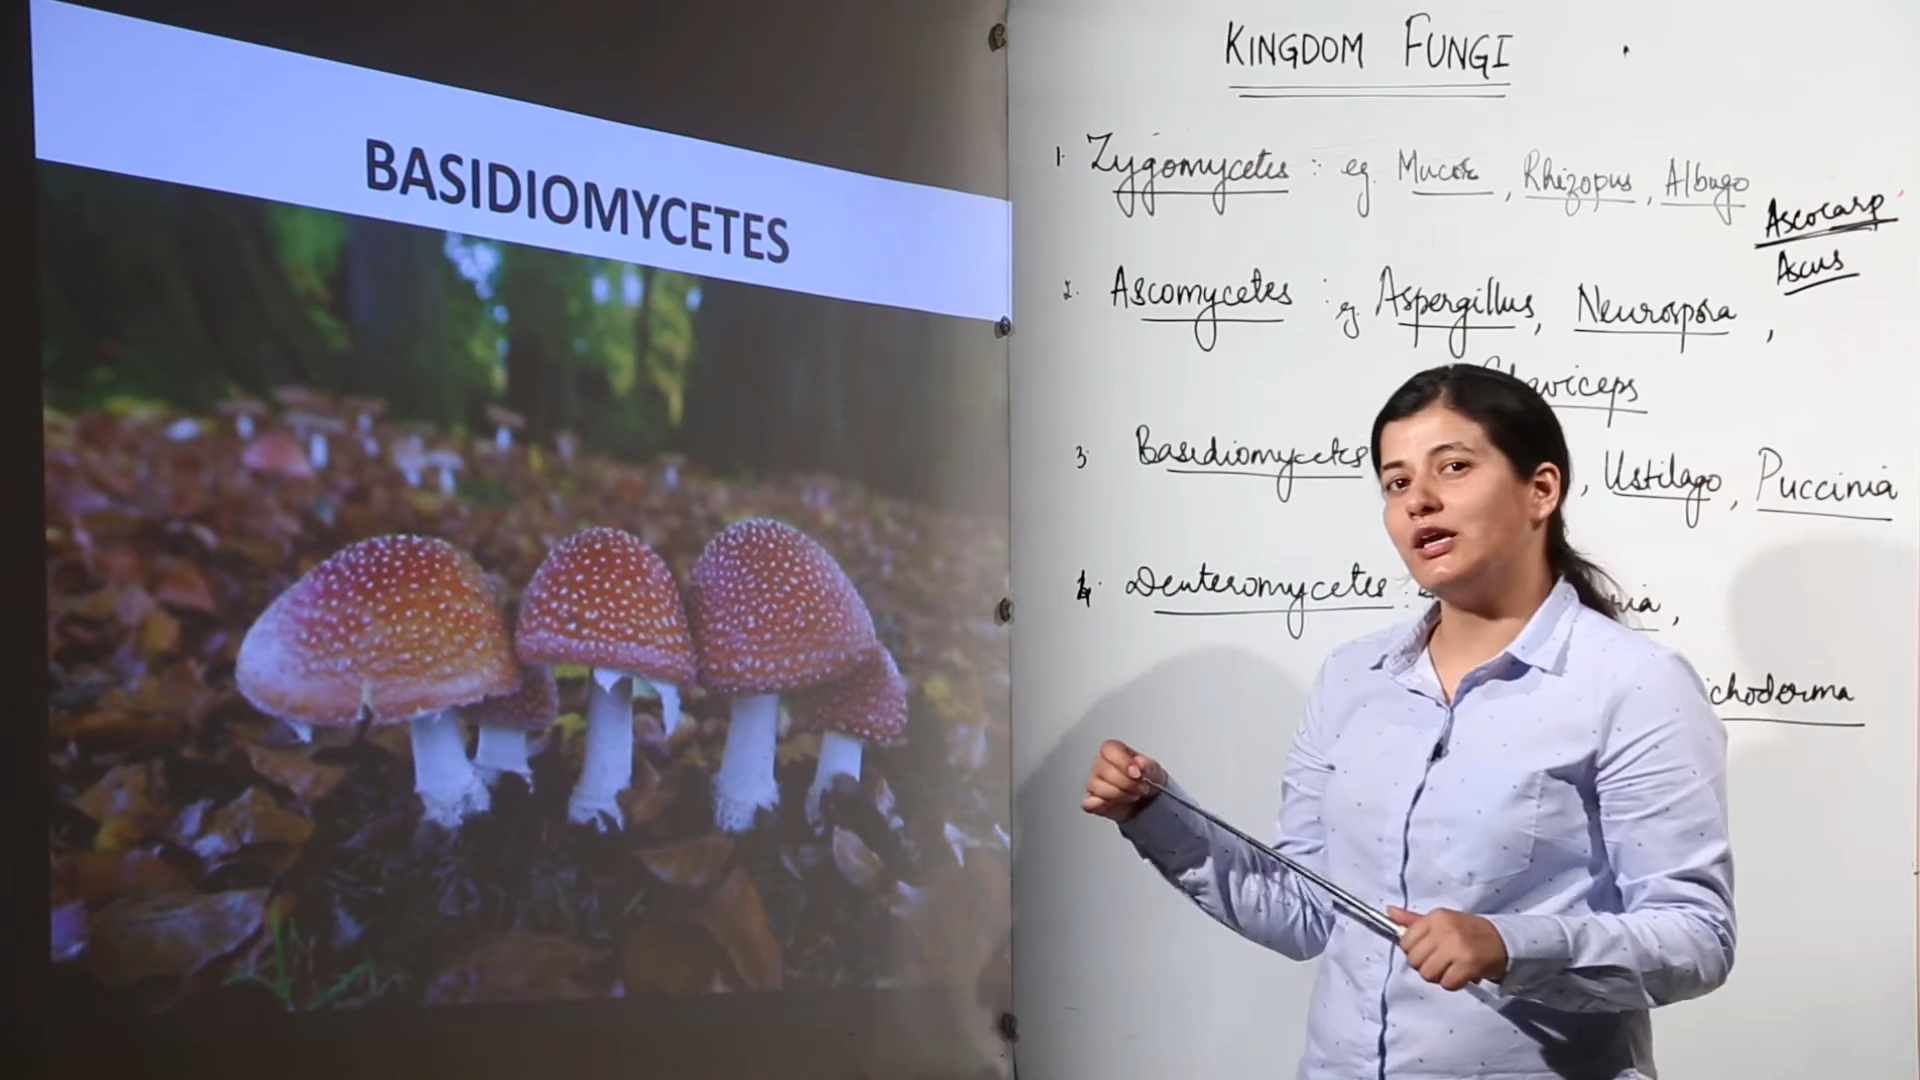 BASIDIOMYCETES
KINGDOM FUNGI
1. Zygomycetes : eg. Mucor, Rhizopus, Albugo
Ascocarp
Ascus
2. Ascomycetes : eg. Aspergillus, Neurospora,
3. Basidiomycetes , Ustilago, Puccinia
4. Deuteromycetes :